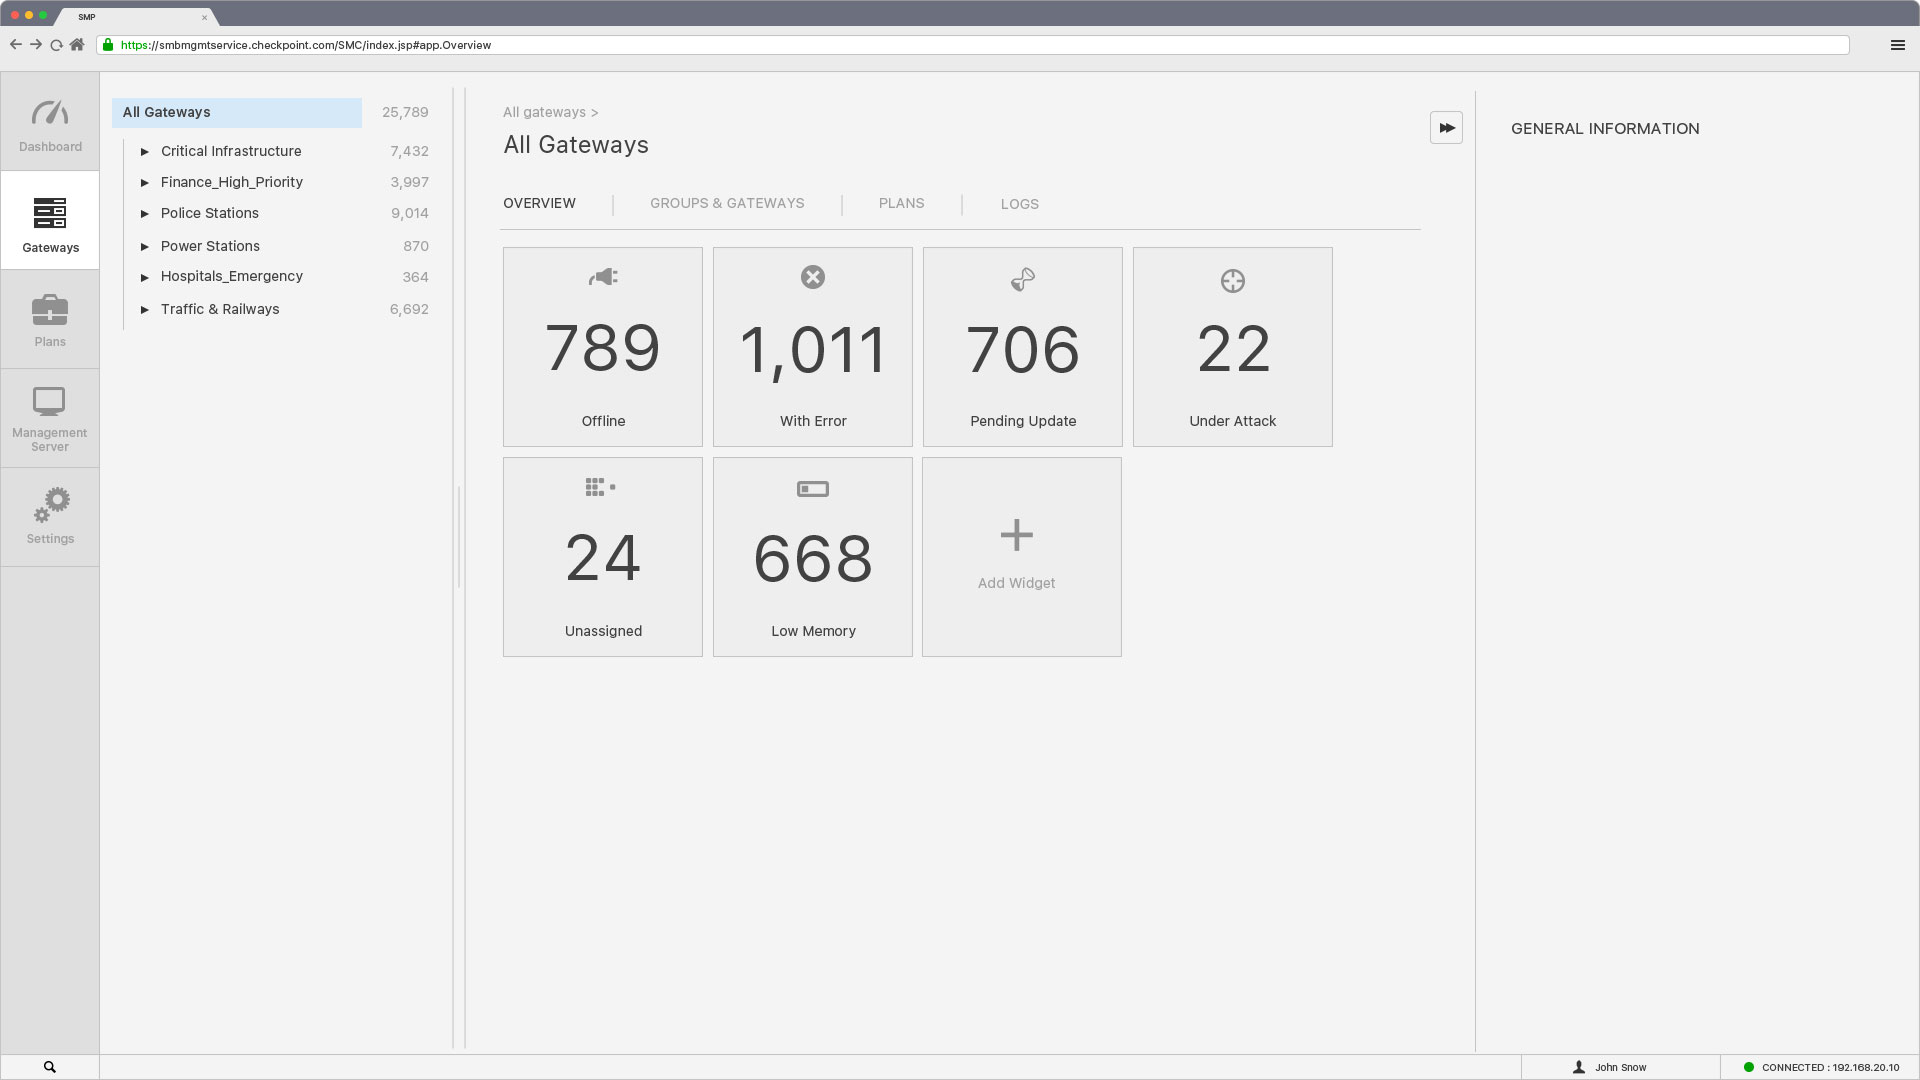 SMP
https://smbmgmtservice.checkpoint.com/SMC/index.jsp#app.Overview
Dashboard
Gateways
Plans
Management
Server
Settings
All Gateways 25,789
Critical Infrastructure 7,432
Finance_High_Priority 3,997
Police Stations 9,014
Power Stations 870
Hospitals_Emergency 364
Traffic & Railways 6,692
All gateways >
All Gateways
OVERVIEW GROUPS & GATEWAYS PLANS LOGS
789
Offline
1,011
With Error
706
Pending Update
22
Under Attack
24
Unassigned
668
Low Memory
Add Widget
GENERAL INFORMATION
John Snow
CONNECTED : 192.168.20.10